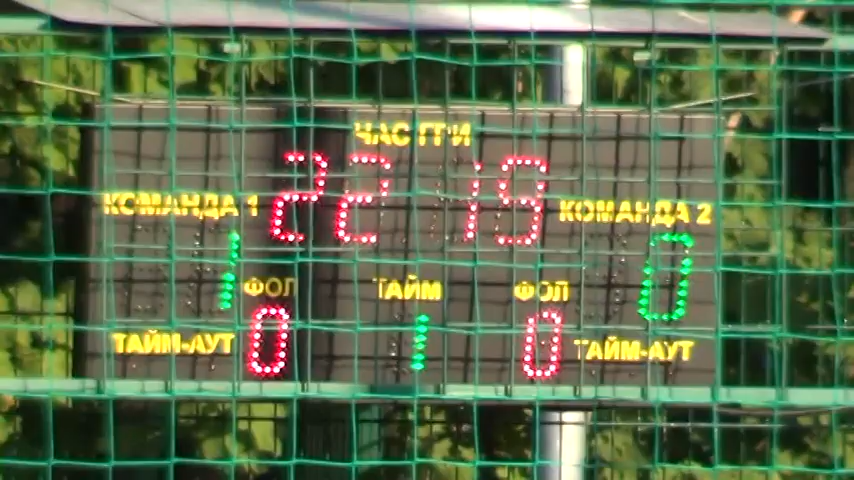 ЧАС ГРИ
22 19
КОМАНДА 1
КОМАНДА 2
1
0
ФОЛ
ТАЙМ
ФОЛ
0
1
0
ТАЙМ-АУТ
ТАЙМ-АУТ